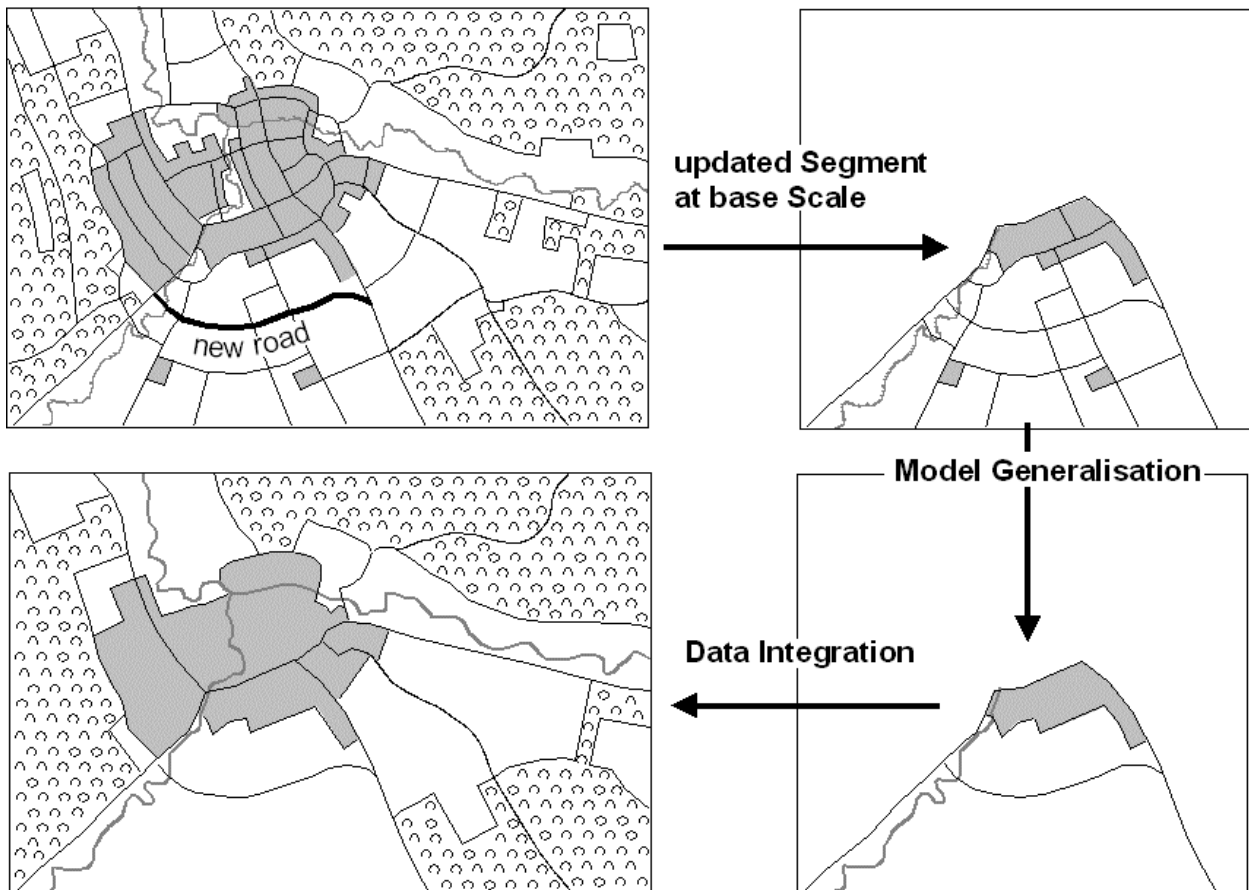 updated Segment
at base Scale
new road
Model Generalisation
Data Integration